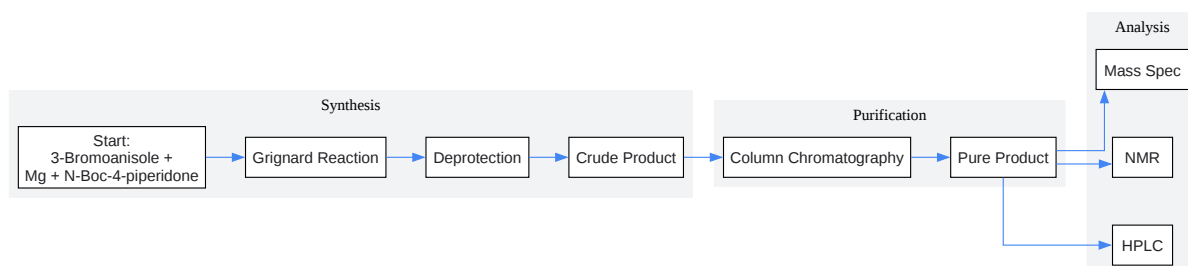 Analysis
Mass Spec
Synthesis
Purification
Start:
3-Bromoanisole +
Mg + N-Boc-4-piperidone
Grignard Reaction
Deprotection
Crude Product
Column Chromatography
Pure Product
NMR
HPLC